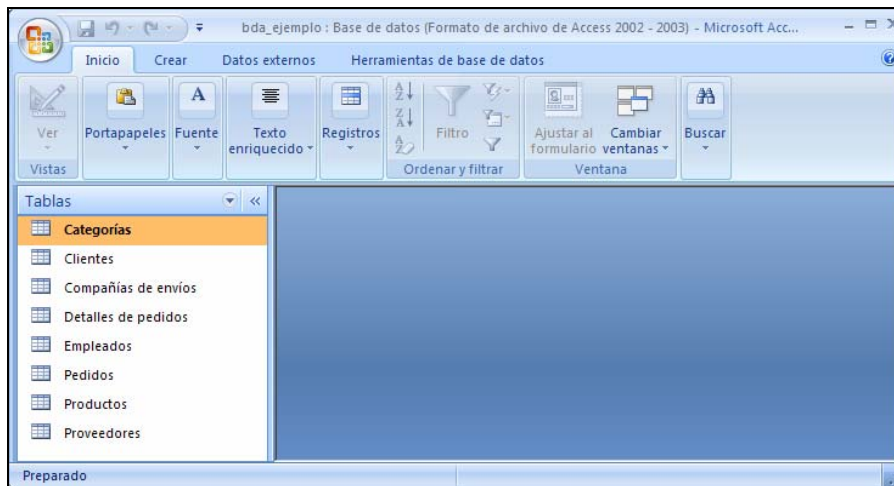 bda_ejemplo : Base de datos (Formato de archivo de Access 2002 - 2003) - Microsoft Acc...
Inicio Crear Datos externos Herramientas de base de datos
Ver
Portapapeles
Fuente
Texto
enriquecido
Registros
Filtro
Ajustar al
formulario
Cambiar
ventanas
Buscar
Vistas
Ordenar y filtrar
Ventana
Tablas
Categorías
Clientes
Compañías de envíos
Detalles de pedidos
Empleados
Pedidos
Productos
Proveedores
Preparado